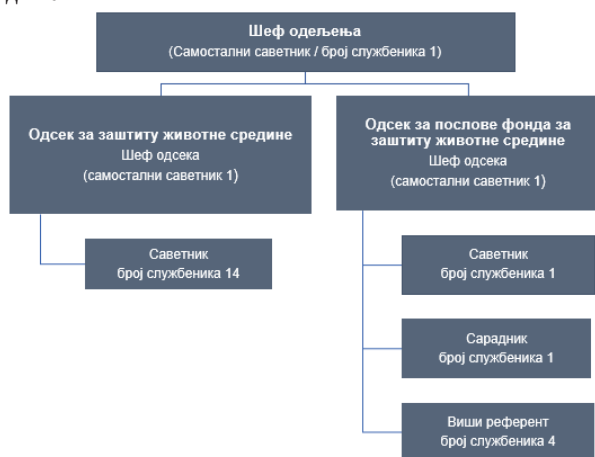 Шеф одељења
(Самостални саветник / број службеника 1)
Одсек за заштиту животне средине
Шеф одсека
(самостални саветник 1)
Одсек за послове фонда за
заштиту животне средине
Шеф одсека
(самостални саветник 1)
Саветник
број службеника 14
Саветник
број службеника 1
Сарадник
број службеника 1
Виши референт
број службеника 4